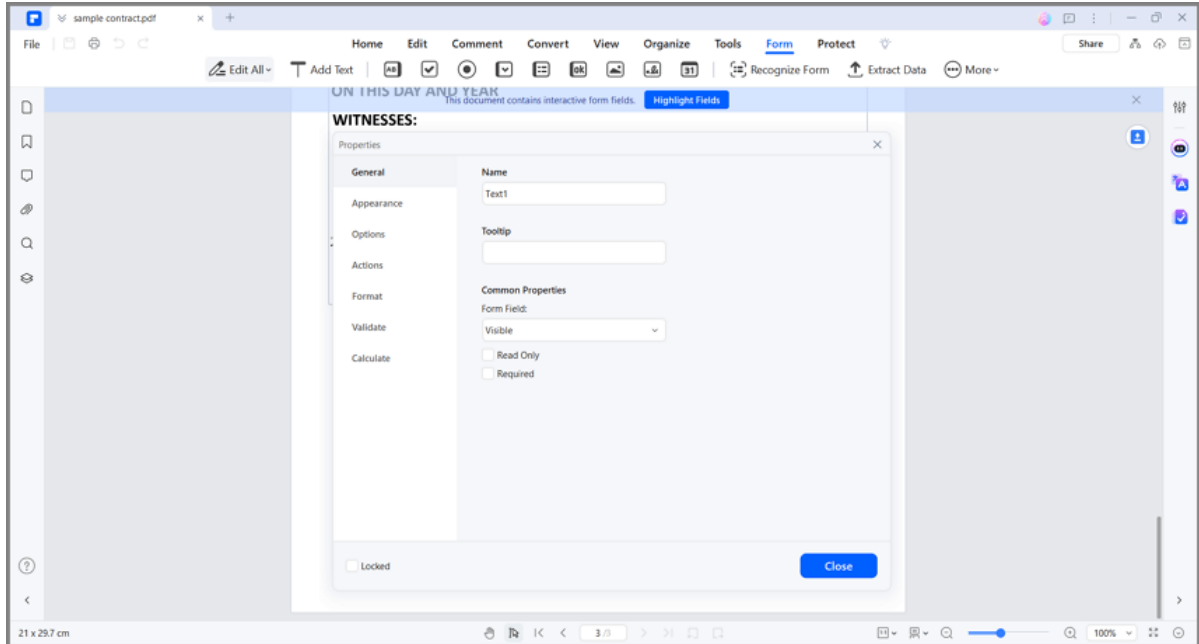 sample contract.pdf
File Home Edit Comment Convert View Organize Tools Form Protect Share
Edit All Add Text AB ok 31 Recognize Form Extract Data More
ON THIS DAY AND YEAR
This document contains interactive form fields. Highlight Fields
WITNESSES:
Properties
General
Appearance
Options
Actions
Format
Validate
Calculate
Name
Text1
Tooltip
Common Properties
Form Field:
Visible
Read Only
Required
Locked
Close
21 x 29.7 cm 3 /3 100%